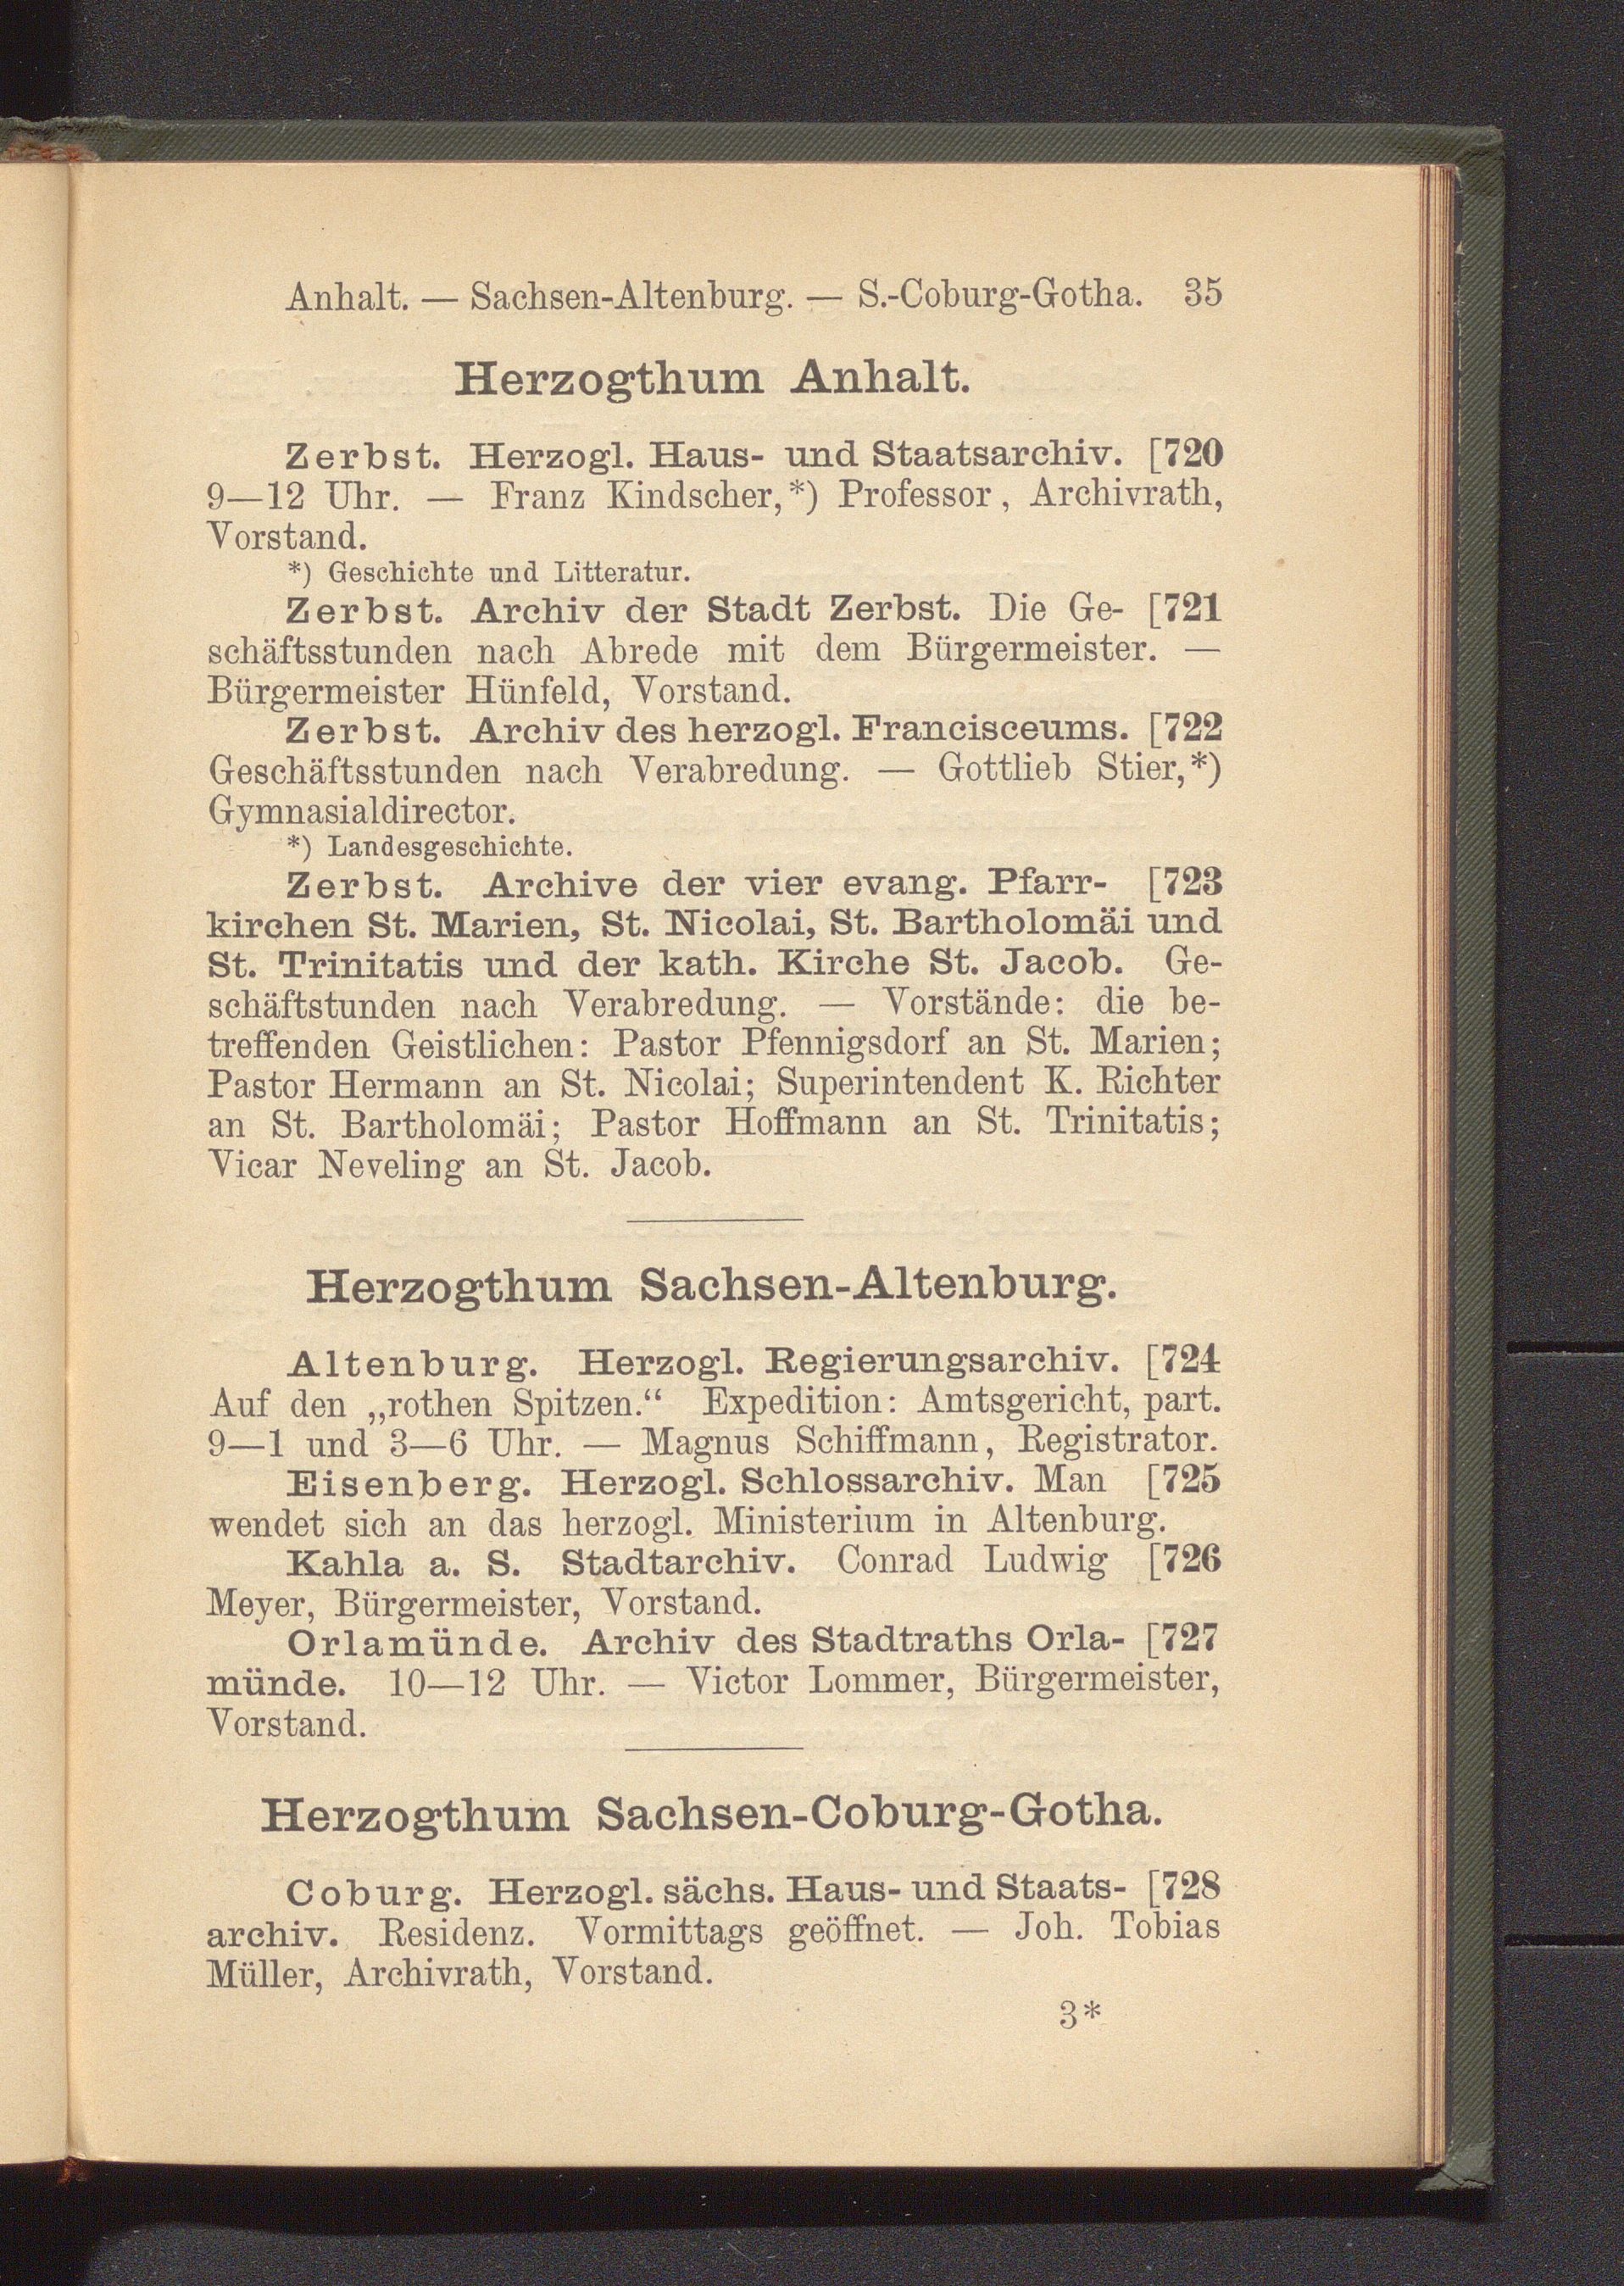 Anhalt. — Sachsen-Altenburg. — S.-Coburg-Gotha. 35
Herzogthum Anhalt.
Zerbst. Herzogl. Haus- und Staatsarchiv. [720
9—12 Uhr. — Franz Kindscher,*) Professor, Archivrath,
Vorstand.
*) Geschichte und Litteratur.
Zerbst. Archiv der Stadt Zerbst. Die Ge- [721
schäftsstunden nach Abrede mit dem Bürgermeister. —
Bürgermeister Hünfeld, Vorstand.
Zerbst. Archiv des herzogl. Francisceums. [722
Geschäftsstunden nach Verabredung. — Gottlieb Stier,*)
Gymnasialdirector.
*) Landesgeschichte.
Zerbst. Archive der vier evang. Pfarr- [723
kirchen St. Marien, St. Nicolai, St. Bartholomäi und
St. Trinitatis und der kath. Kirche St. Jacob. Ge-
schäftstunden nach Verabredung. — Vorstände: die be-
treffenden Geistlichen: Pastor Pfennigsdorf an St. Marien;
Pastor Hermann an St. Nicolai; Superintendent K. Richter
an St. Bartholomäi; Pastor Hoffmann an St. Trinitatis;
Vicar Neveling an St. Jacob.
Herzogthum Sachsen-Altenburg.
Altenburg. Herzogl. Regierungsarchiv. [724
Auf den „rothen Spitzen.“ Expedition: Amtsgericht, part.
9—1 und 3—6 Uhr. — Magnus Schiffmann, Registrator.
Eisenberg. Herzogl. Schlossarchiv. Man [725
wendet sich an das herzogl. Ministerium in Altenburg.
Kahla a. S. Stadtarchiv. Conrad Ludwig [726
Meyer, Bürgermeister, Vorstand.
Orlamünde. Archiv des Stadtraths Orla- [727
münde. 10—12 Uhr. — Victor Lommer, Bürgermeister,
Vorstand.
Herzogthum Sachsen-Coburg-Gotha.
Coburg. Herzogl. sächs. Haus- und Staats- [728
archiv. Residenz. Vormittags geöffnet. — Joh. Tobias
Müller, Archivrath, Vorstand.
3*